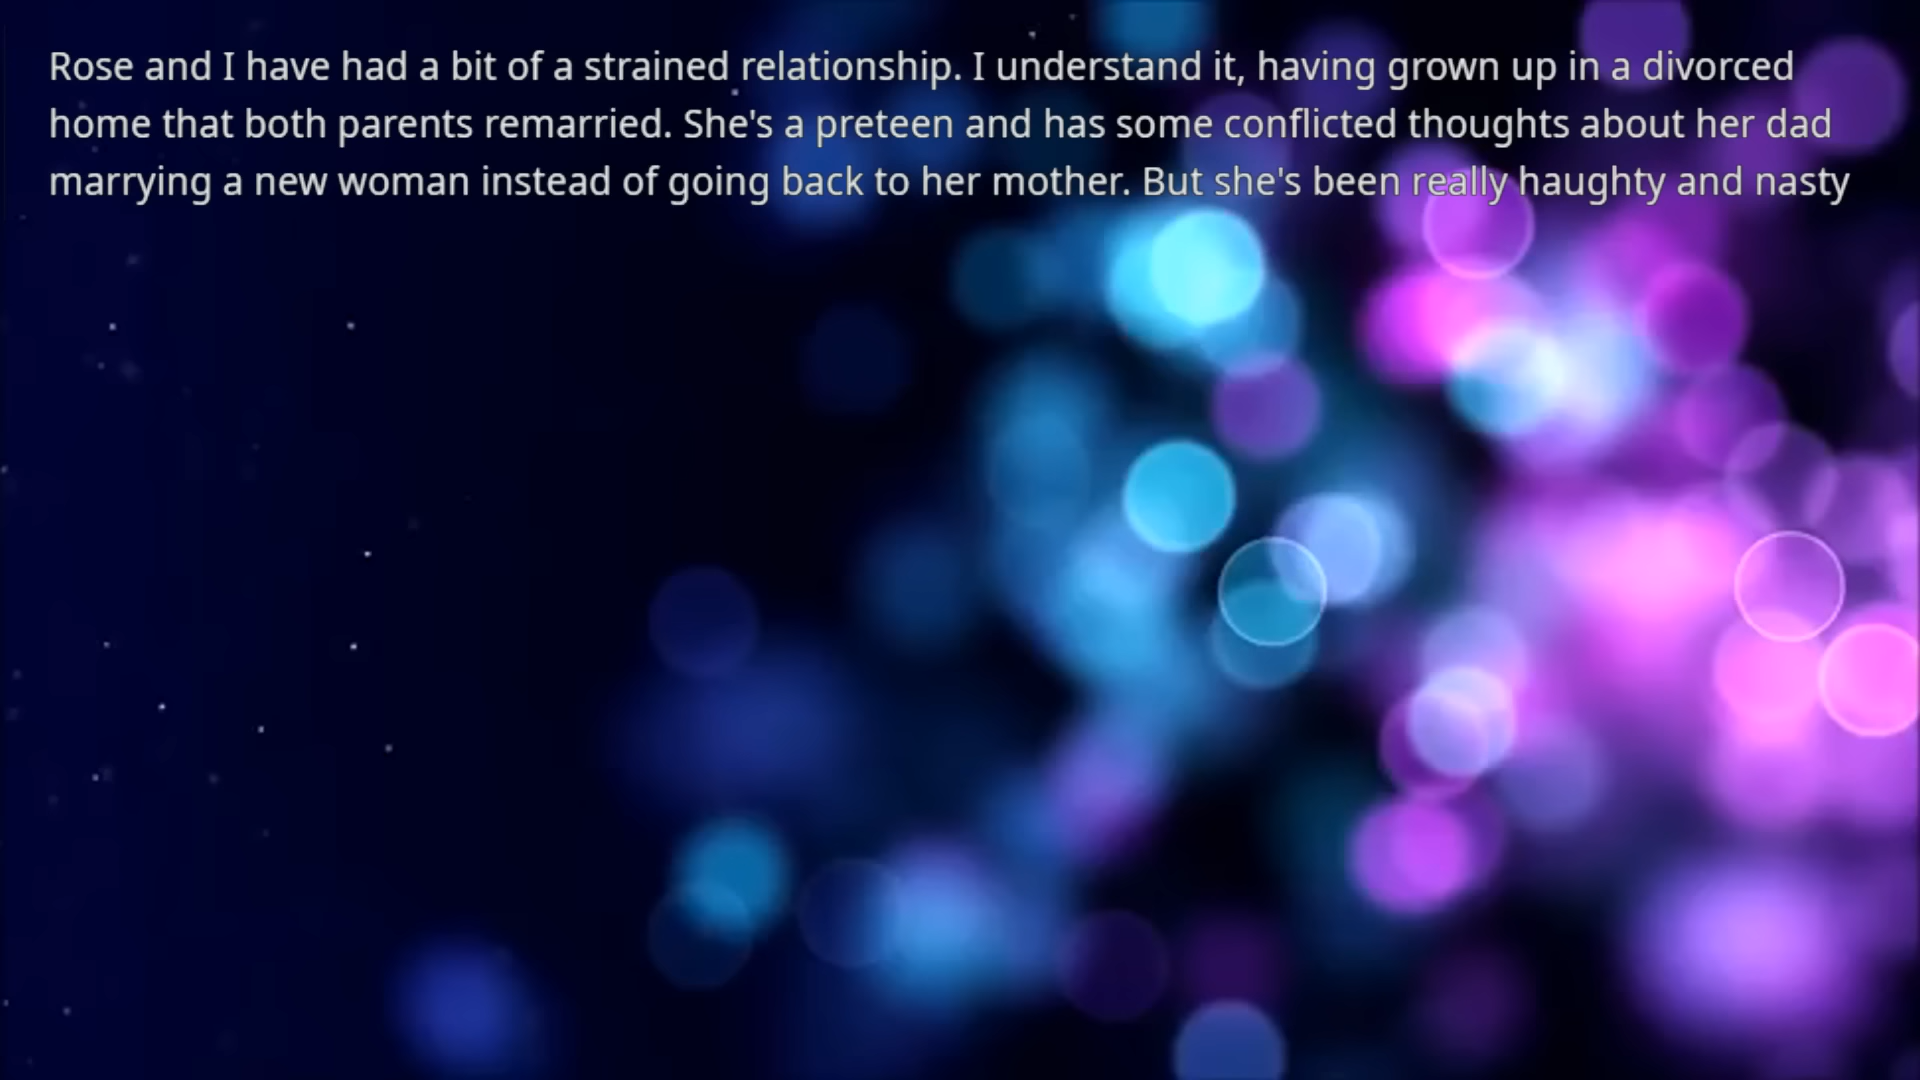 Rose and I have had a bit of a strained relationship. I understand it, having grown up in a divorced
home that both parents remarried. She's a preteen and has some conflicted thoughts about her dad
marrying a new woman instead of going back to her mother. But she's been really haughty and nasty